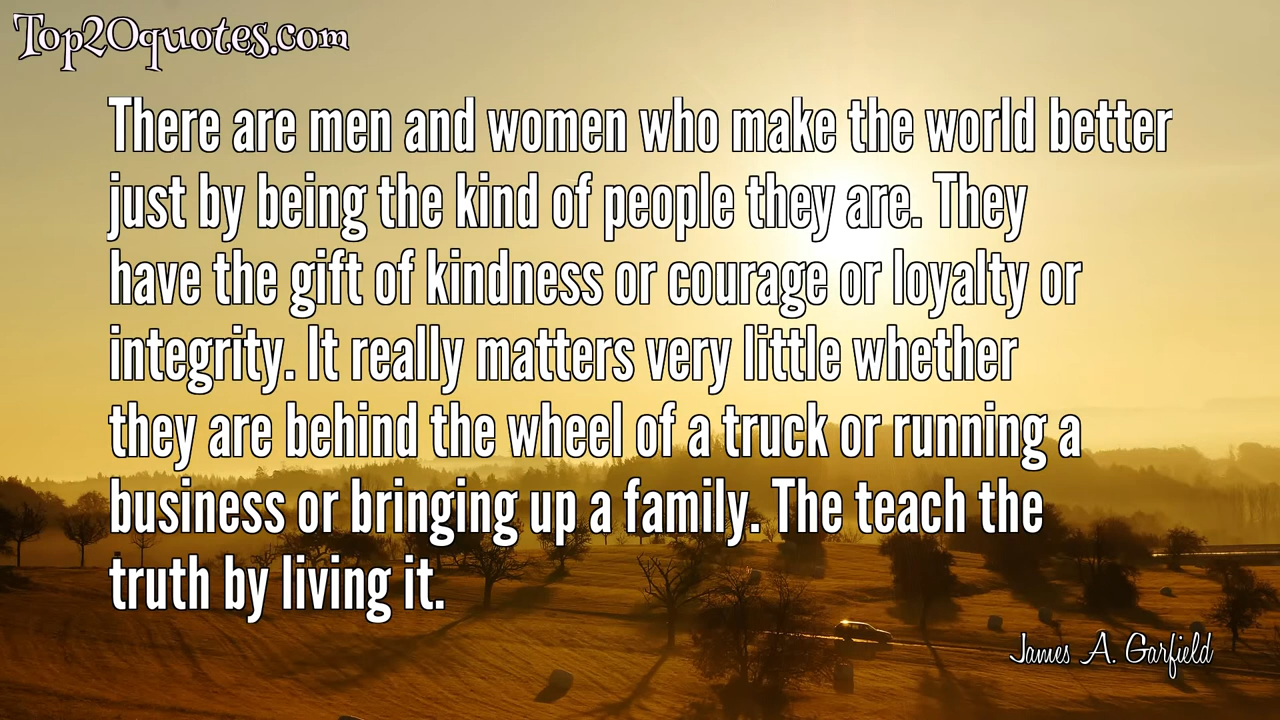 Top20quotes.com
There are men and women who make the world better
just by being the kind of people they are. They
have the gift of kindness or courage or loyalty or
integrity. It really matters very little whether
they are behind the wheel of a truck or running a
business or bringing up a family. The teach the
truth by living it.
James A. Garfield